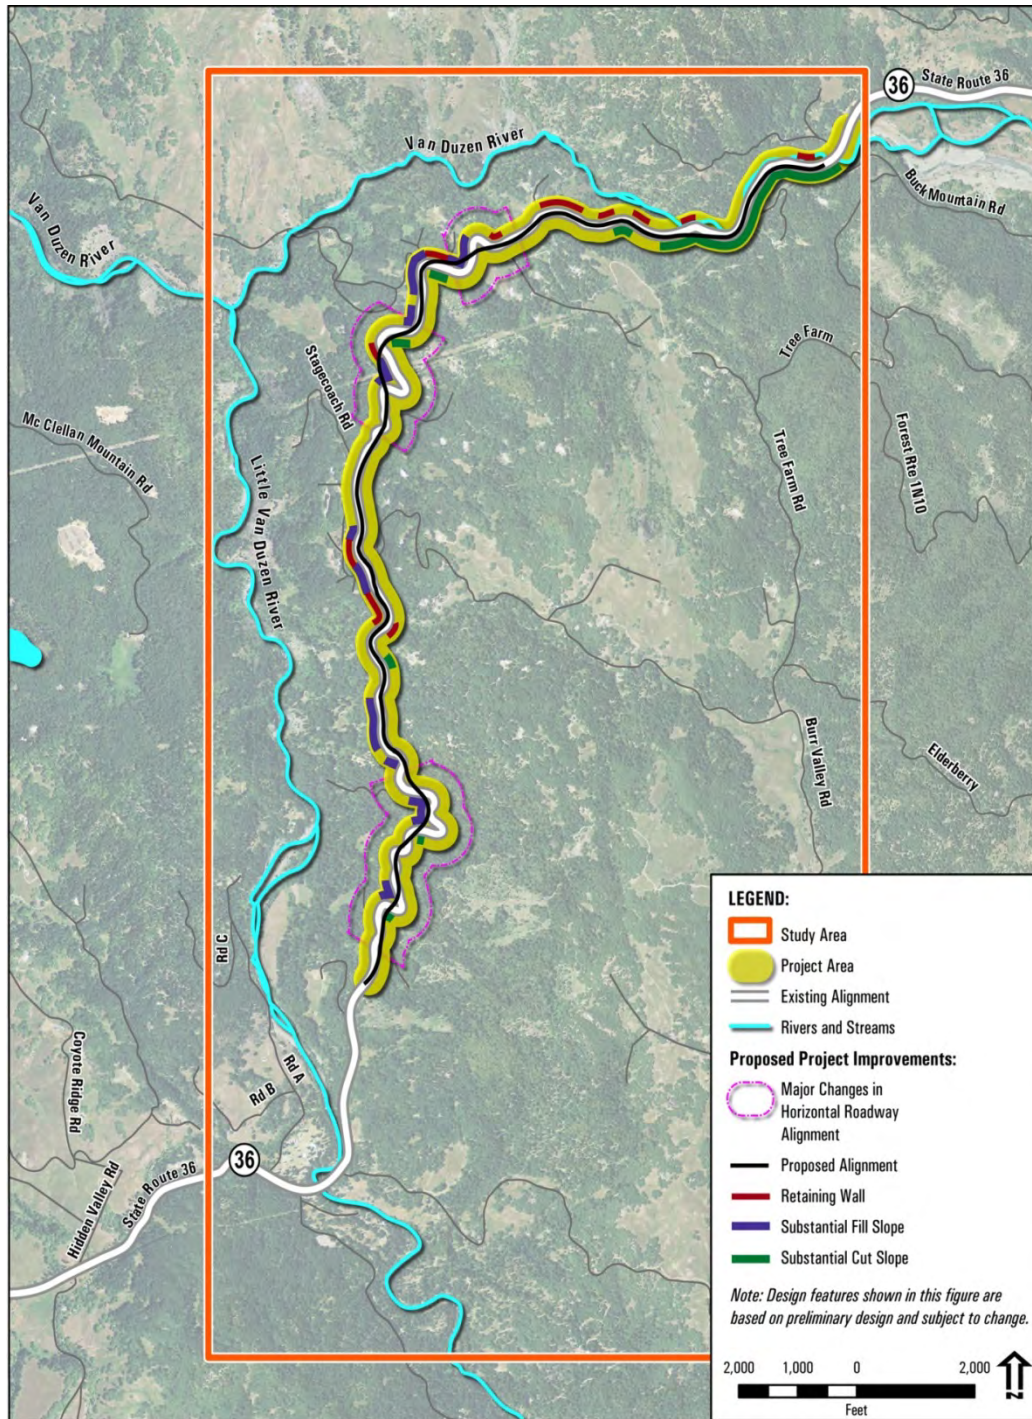 36
State Route 36
Van Duzen River
Buck Mountain Rd
Van Duzen River
Stagecoach Rd
Tree Farm
Mc Clellan Mountain Rd
Forest Rte 1N10
Tree Farm Rd
Little Van Duzen River
Burr Valley Rd
Elderberry
Rd C
Coyote Ridge Rd
Rd A
Rd B
36
State Route 36
Hidden Valley Rd
LEGEND:
Study Area
Project Area
Existing Alignment
Rivers and Streams
Proposed Project Improvements:
Major Changes in
Horizontal Roadway
Alignment
Proposed Alignment
Retaining Wall
Substantial Fill Slope
Substantial Cut Slope
Note: Design features shown in this figure are
based on preliminary design and subject to change.
2,000 1,000 0 2,000
Feet
N